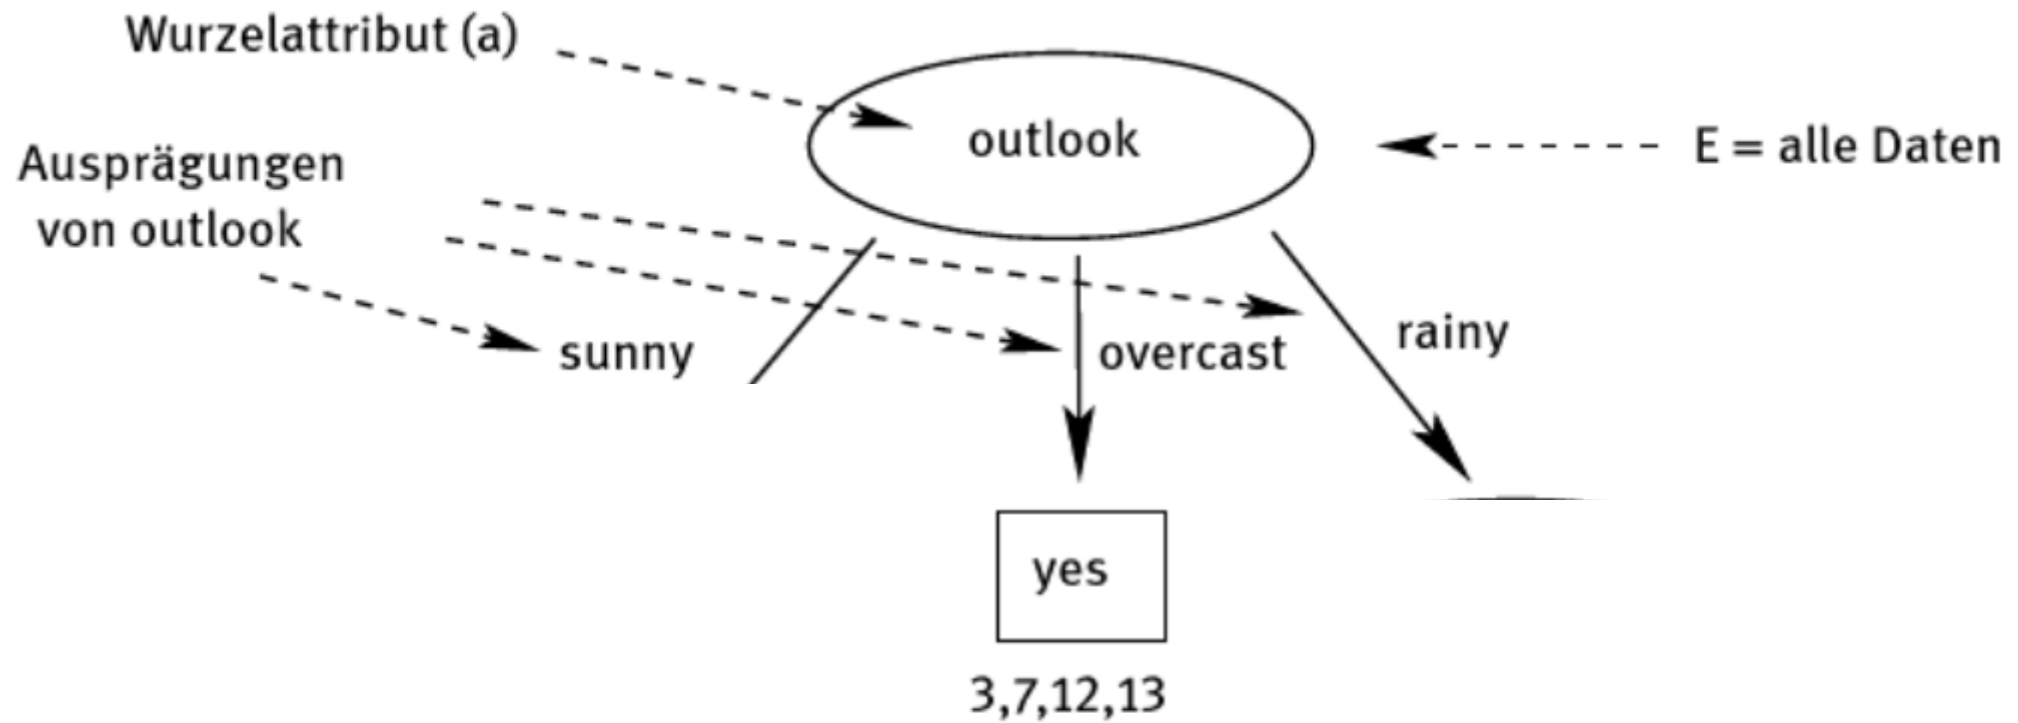 Wurzelattribut (a)
outlook
E = alle Daten
Ausprägungen
von outlook
sunny
overcast
rainy
yes
3,7,12,13